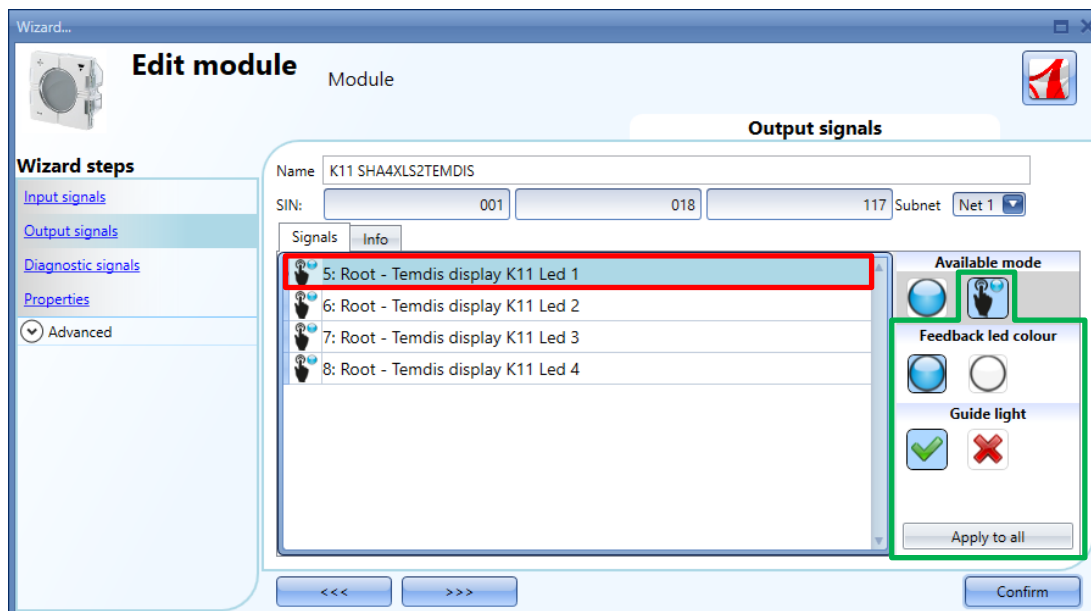 Wizard...
Edit module
Module
Output signals
Wizard steps
Input signals
Output signals
Diagnostic signals
Properties
Advanced
Name K11 SHA4XLS2TEMDIS
SIN: 001 018 117 Subnet Net 1
Signals Info
5: Root - Temdis display K11 Led 1
6: Root - Temdis display K11 Led 2
7: Root - Temdis display K11 Led 3
8: Root - Temdis display K11 Led 4
Available mode
Feedback led colour
Guide light
Apply to all
<<< >>> Confirm